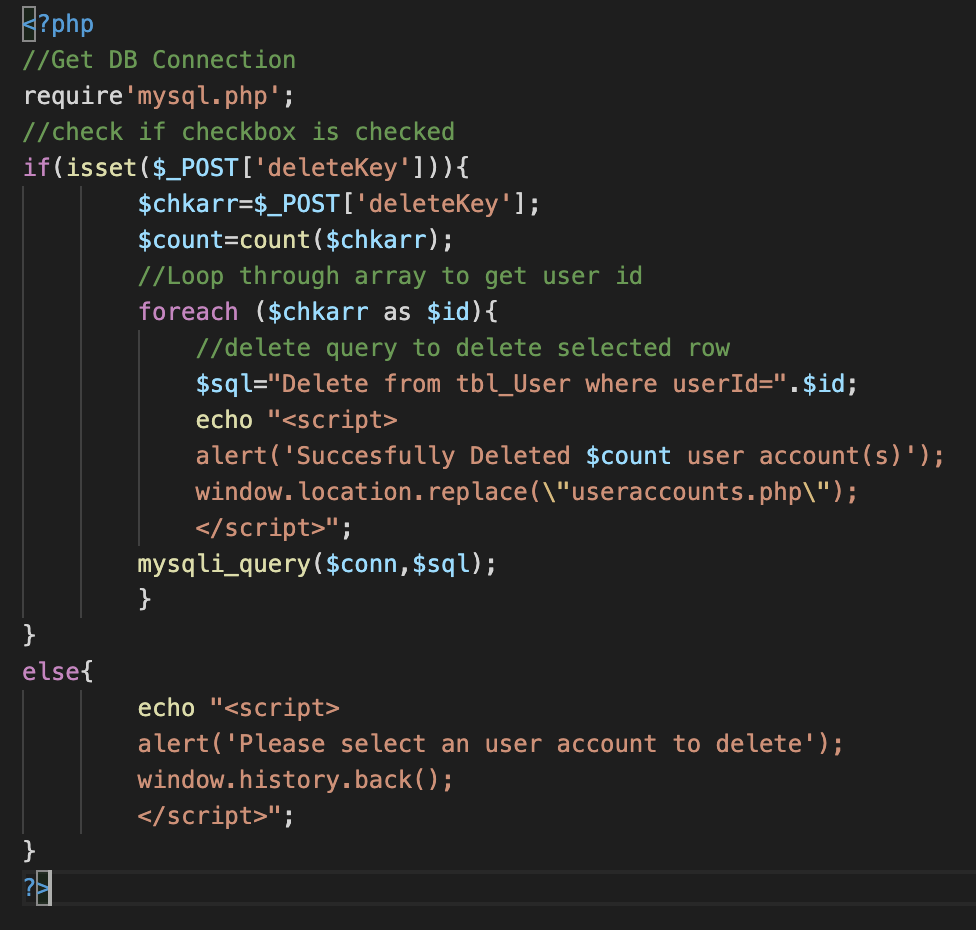 <?php
//Get DB Connection
require'mysql.php';
//check if checkbox is checked
if(isset($_POST['deleteKey'])){
        $chkarr=$_POST['deleteKey'];
        $count=count($chkarr);
        //Loop through array to get user id
        foreach ($chkarr as $id){
            //delete query to delete selected row
            $sql="Delete from tbl_User where userId=".$id;
            echo "<script>
            alert('Succesfully Deleted $count user account(s)');
            window.location.replace(\"useraccounts.php\");
            </script>";
        mysqli_query($conn,$sql);
        }
}
else{
        echo "<script>
        alert('Please select an user account to delete');
        window.history.back();
        </script>";
}
?>